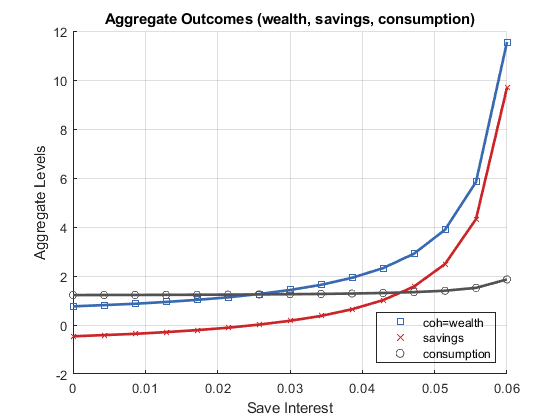 Aggregate Outcomes (wealth, savings, consumption)
Aggregate Levels
12
10
8
6
4
2
0
-2
0
0.01
0.02
0.03
0.04
0.05
0.06
Save Interest
coh=wealth
savings
consumption